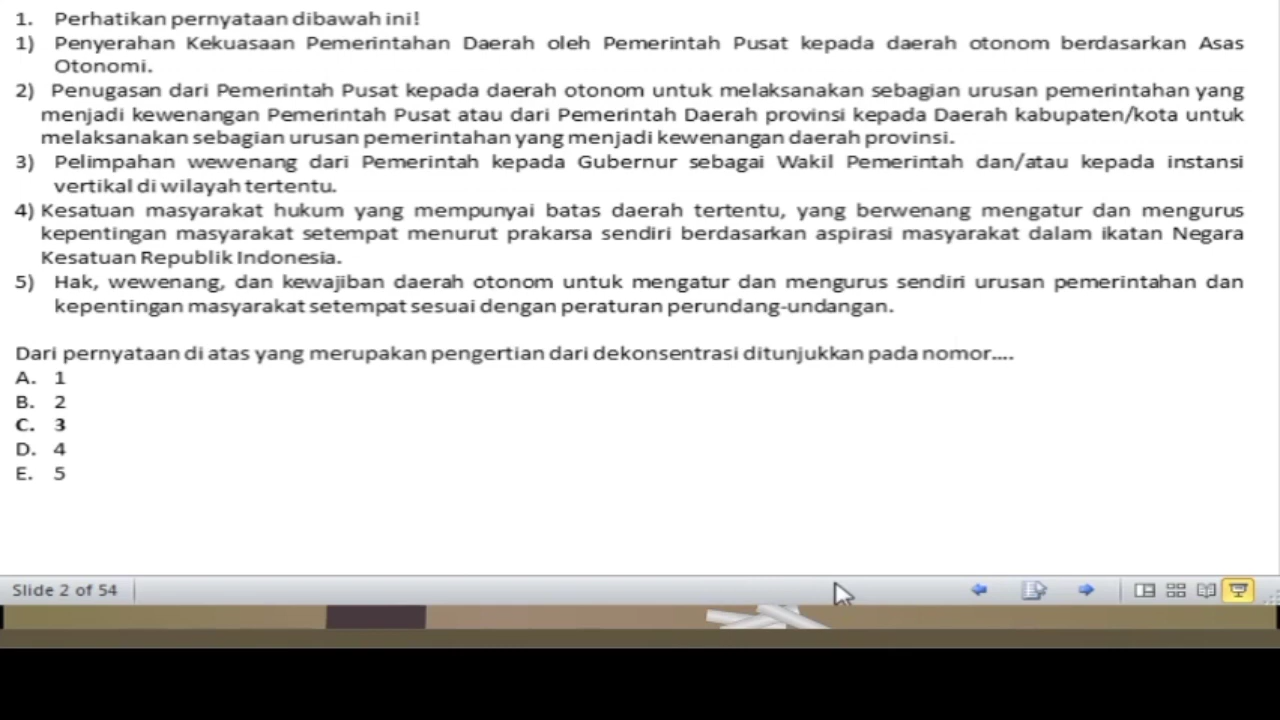 1. Perhatikan pernyataan dibawah ini!
1) Penyerahan Kekuasaan Pemerintahan Daerah oleh Pemerintah Pusat kepada daerah otonom berdasarkan Asas
Otonomi.
2) Penugasan dari Pemerintah Pusat kepada daerah otonom untuk melaksanakan sebagian urusan pemerintahan yang
menjadi kewenangan Pemerintah Pusat atau dari Pemerintah Daerah provinsi kepada Daerah kabupaten/kota untuk
melaksanakan sebagian urusan pemerintahan yang menjadi kewenangan daerah provinsi.
3) Pelimpahan wewenang dari Pemerintah kepada Gubernur sebagai Wakil Pemerintah dan/atau kepada instansi
vertikal di wilayah tertentu.
4) Kesatuan masyarakat hukum yang mempunyai batas daerah tertentu, yang berwenang mengatur dan mengurus
kepentingan masyarakat setempat menurut prakarsa sendiri berdasarkan aspirasi masyarakat dalam ikatan Negara
Kesatuan Republik Indonesia.
5) Hak, wewenang, dan kewajiban daerah otonom untuk mengatur dan mengurus sendiri urusan pemerintahan dan
kepentingan masyarakat setempat sesuai dengan peraturan perundang-undangan.
Dari pernyataan di atas yang merupakan pengertian dari dekonsentrasi ditunjukkan pada nomor....
A. 1
B. 2
C. 3
D. 4
E. 5
Slide 2 of 54